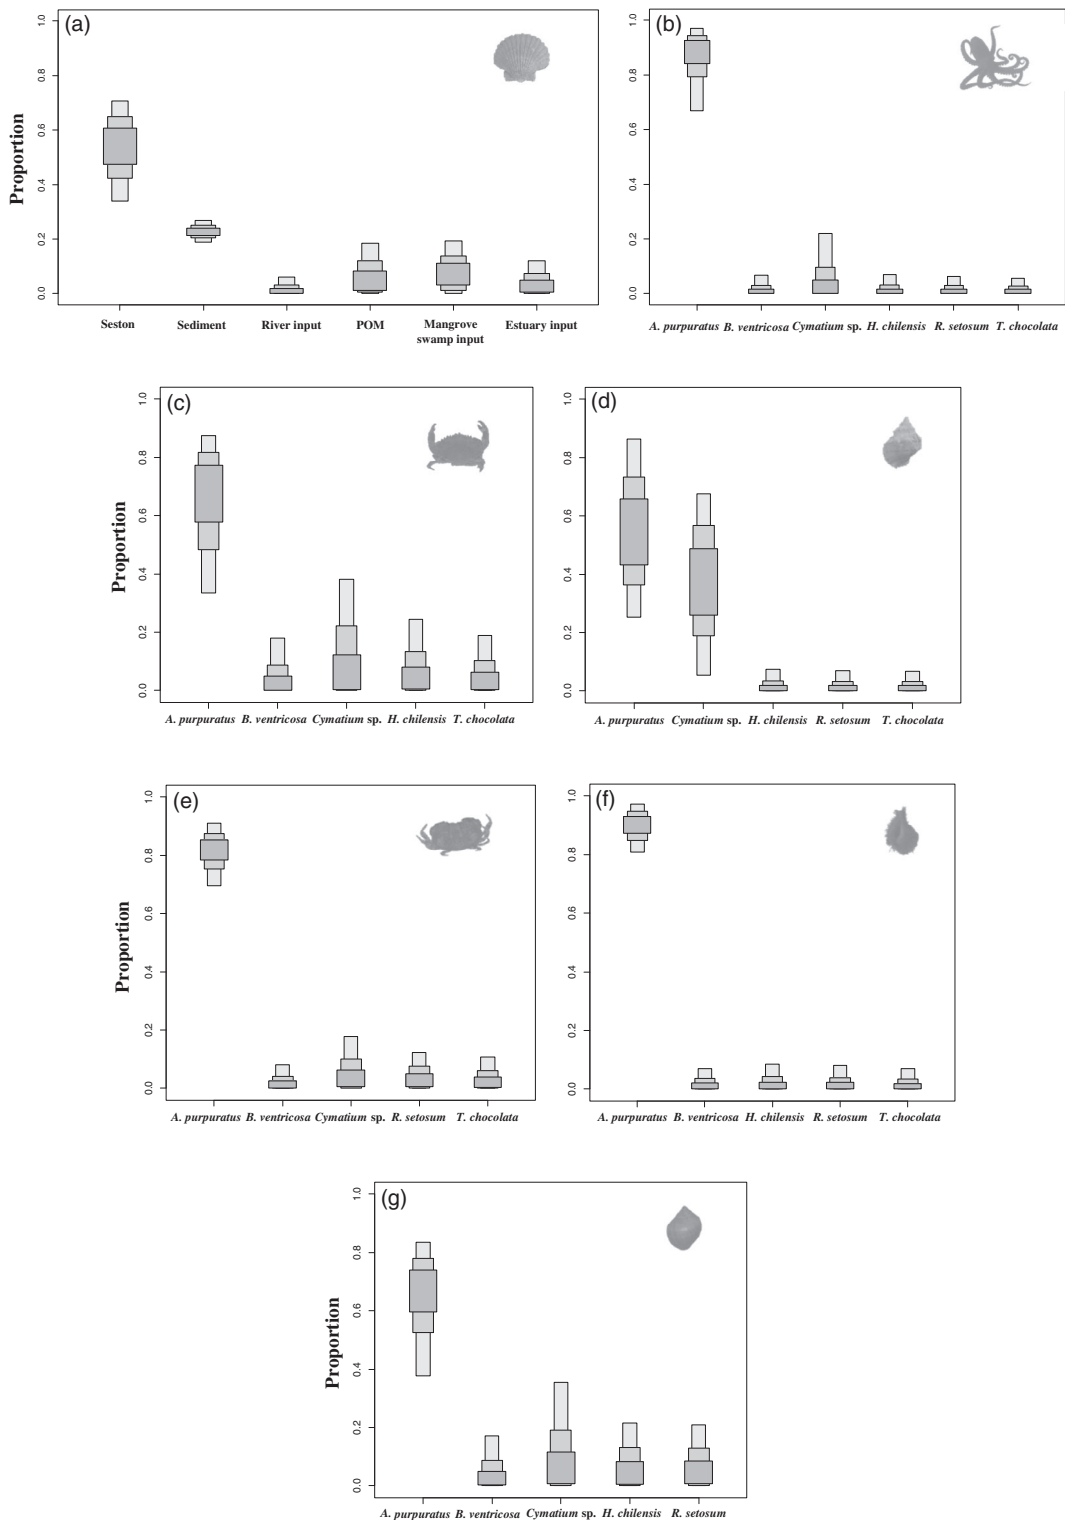 (a)
Proportion
1.0
0.8
0.6
0.4
0.2
0.0
Seston Sediment River input POM Mangrove swamp input Estuary input
(b)
1.0
0.8
0.6
0.4
0.2
0.0
A. purpuratus B. ventricosa Cymatium sp. H. chilensis R. setosum T. chocolata
(c)
Proportion
1.0
0.8
0.6
0.4
0.2
0.0
A. purpuratus B. ventricosa Cymatium sp. H. chilensis T. chocolata
(d)
1.0
0.8
0.6
0.4
0.2
0.0
A. purpuratus Cymatium sp. H. chilensis R. setosum T. chocolata
(e)
Proportion
1.0
0.8
0.6
0.4
0.2
0.0
A. purpuratus B. ventricosa Cymatium sp. R. setosum T. chocolata
(f)
1.0
0.8
0.6
0.4
0.2
0.0
A. purpuratus B. ventricosa H. chilensis R. setosum T. chocolata
(g)
Proportion
1.0
0.8
0.6
0.4
0.2
0.0
A. purpuratus B. ventricosa Cymatium sp. H. chilensis R. setosum